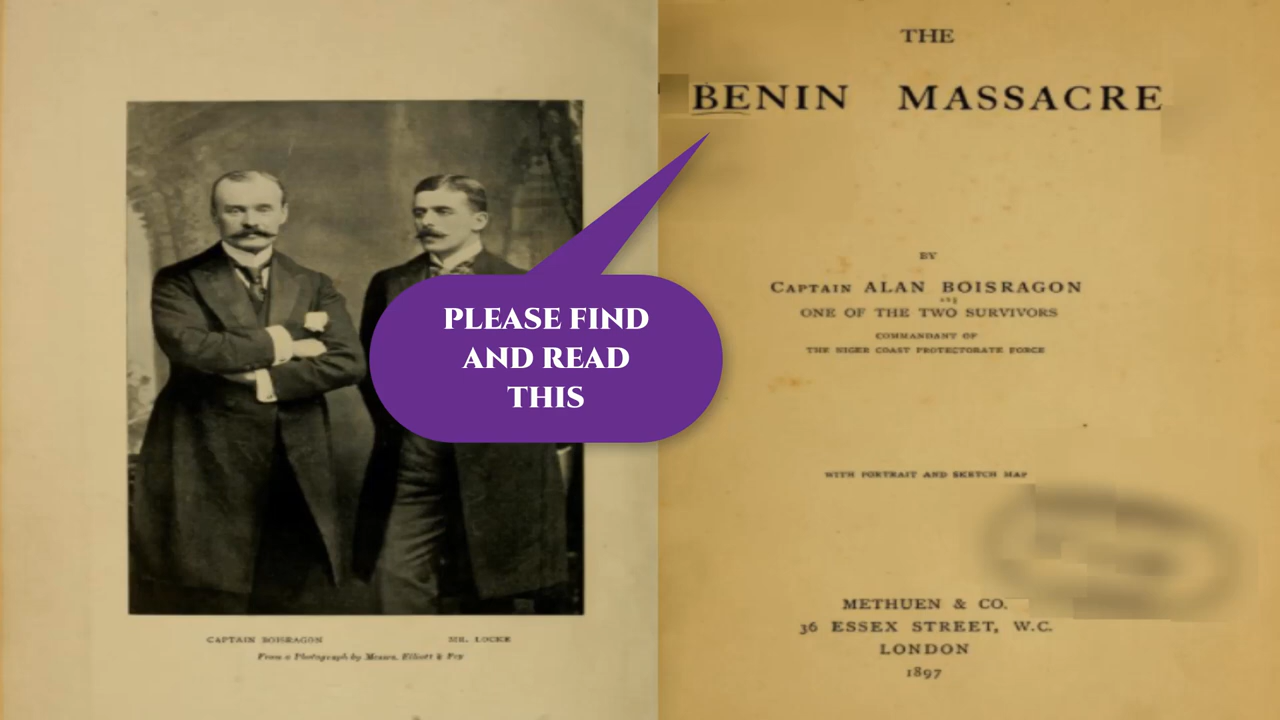 THE
BENIN MASSACRE
BY
CAPTAIN ALAN BOISRAGON
ONE OF THE TWO SURVIVORS
COMMANDANT OF
THE NIGER COAST PROTECTORATE FORCE
WITH PORTRAIT AND SKETCH MAP
METHUEN & CO.
36 ESSEX STREET, W.C.
LONDON
1897
PLEASE FIND
AND READ
THIS
CAPTAIN BOISRAGON MR. LOCKE
From a Photograph by Messrs. Elliott & Fry